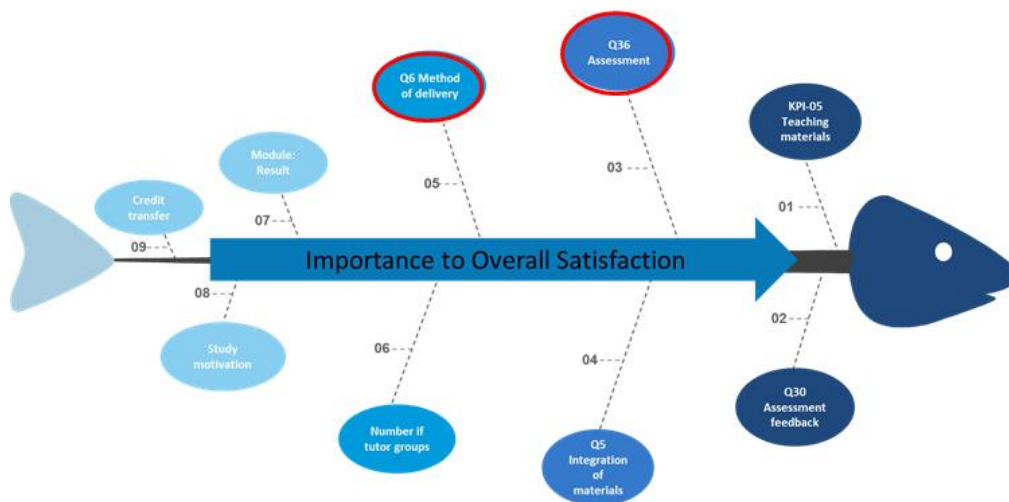 Q36
Assessment
Q6 Method
of delivery
KPI-05
Teaching
materials
Module:
Result
03
05
Credit
transfer
01
07
09
Importance to Overall Satisfaction
08
02
06
04
Study
motivation
Q30
Assessment
feedback
Number if
tutor groups
Q5
Integration
of
materials